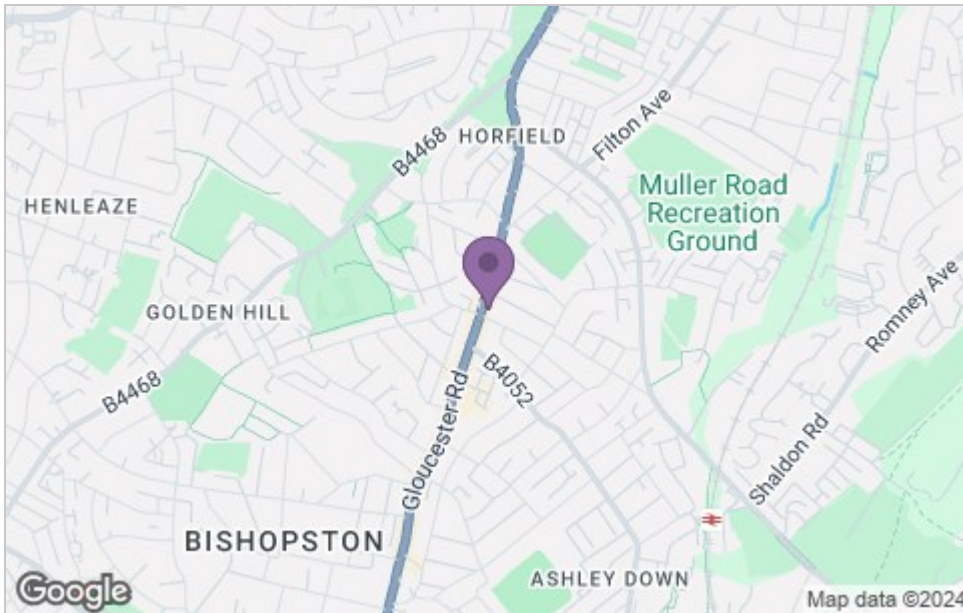 HORFIELD
B4468
Filton Ave
HENLEAZE
Muller Road
Recreation
Ground
GOLDEN HILL
Romney Ave
B4468
B4052
Gloucester Rd
Shaldon Rd
BISHOPSTON
ASHLEY DOWN
Google
Map data ©2024